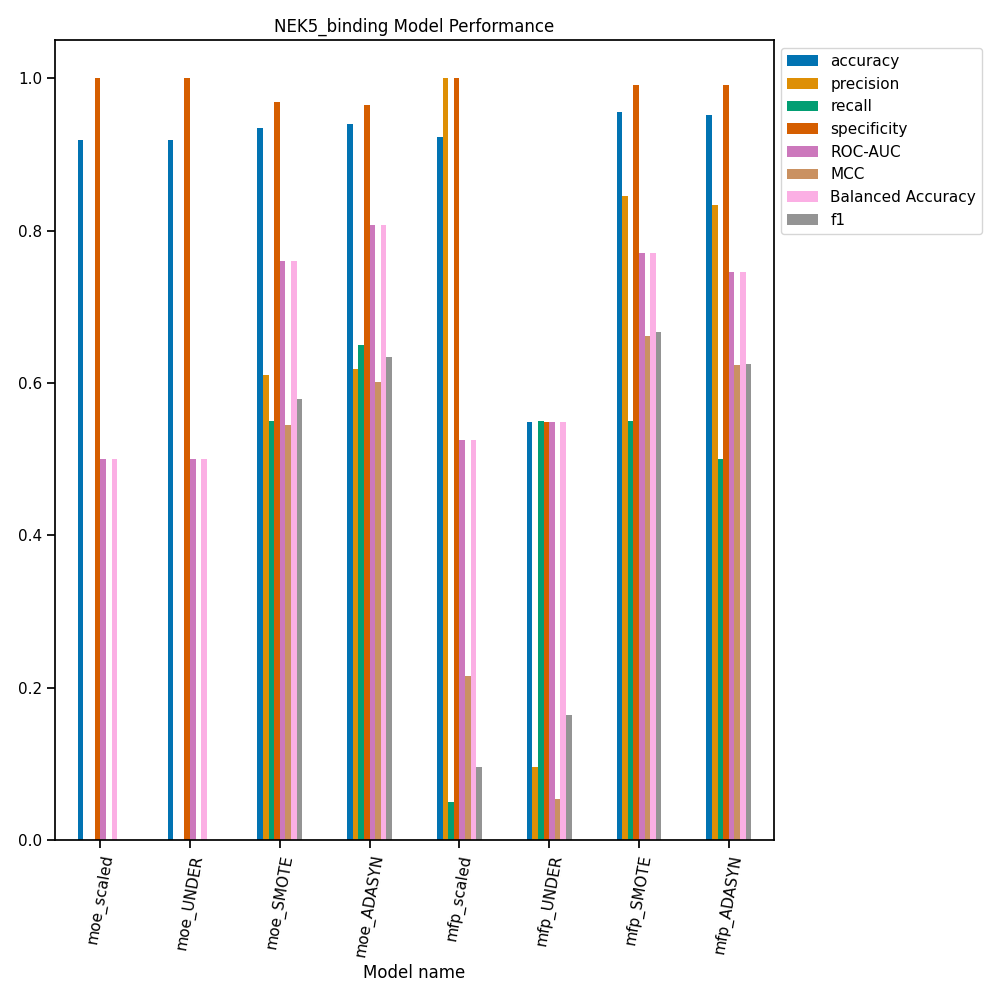 NEK5_binding Model Performance
accuracy
precision
recall
specificity
ROC-AUC
MCC
Balanced Accuracy
f1
1.0
0.8
0.6
0.4
0.2
0.0
moe_scaled
moe_UNDER
moe_SMOTE
moe_ADASYN
mfp_scaled
mfp_UNDER
mfp_SMOTE
mfp_ADASYN
Model name